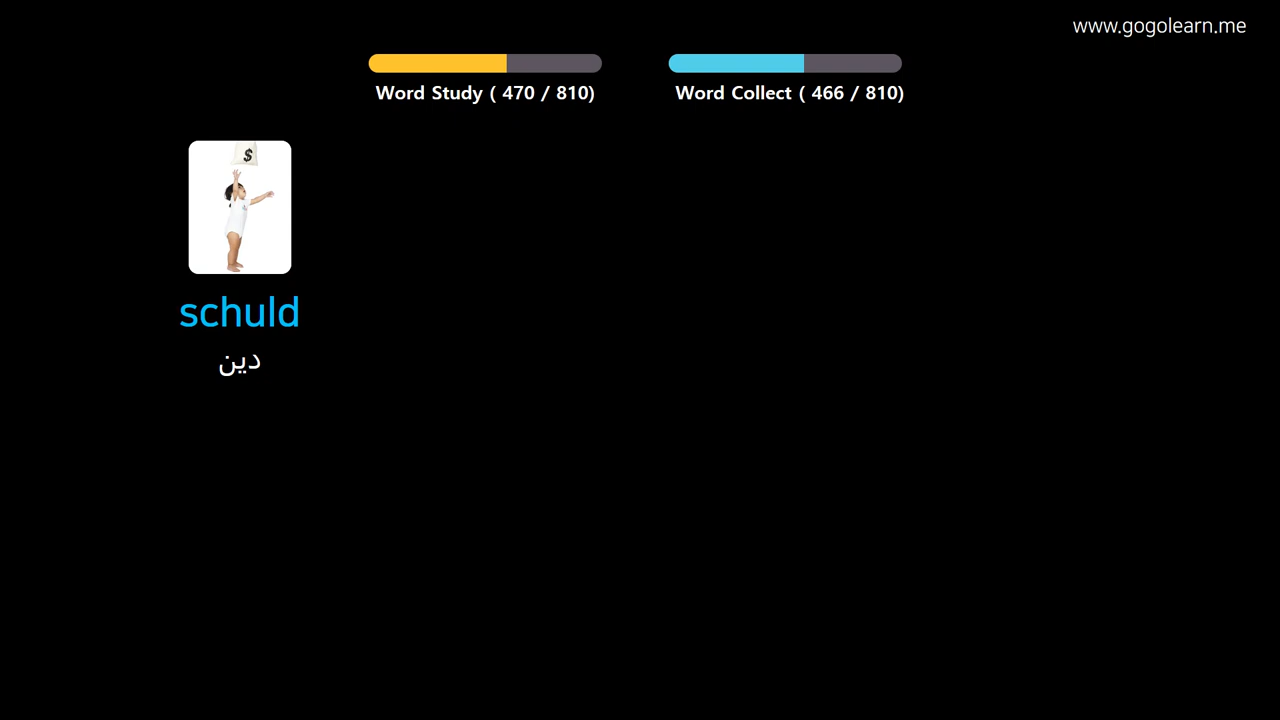 www.gogolearn.me
Word Study ( 470 / 810)
Word Collect ( 466 / 810)
$
schuld
دين